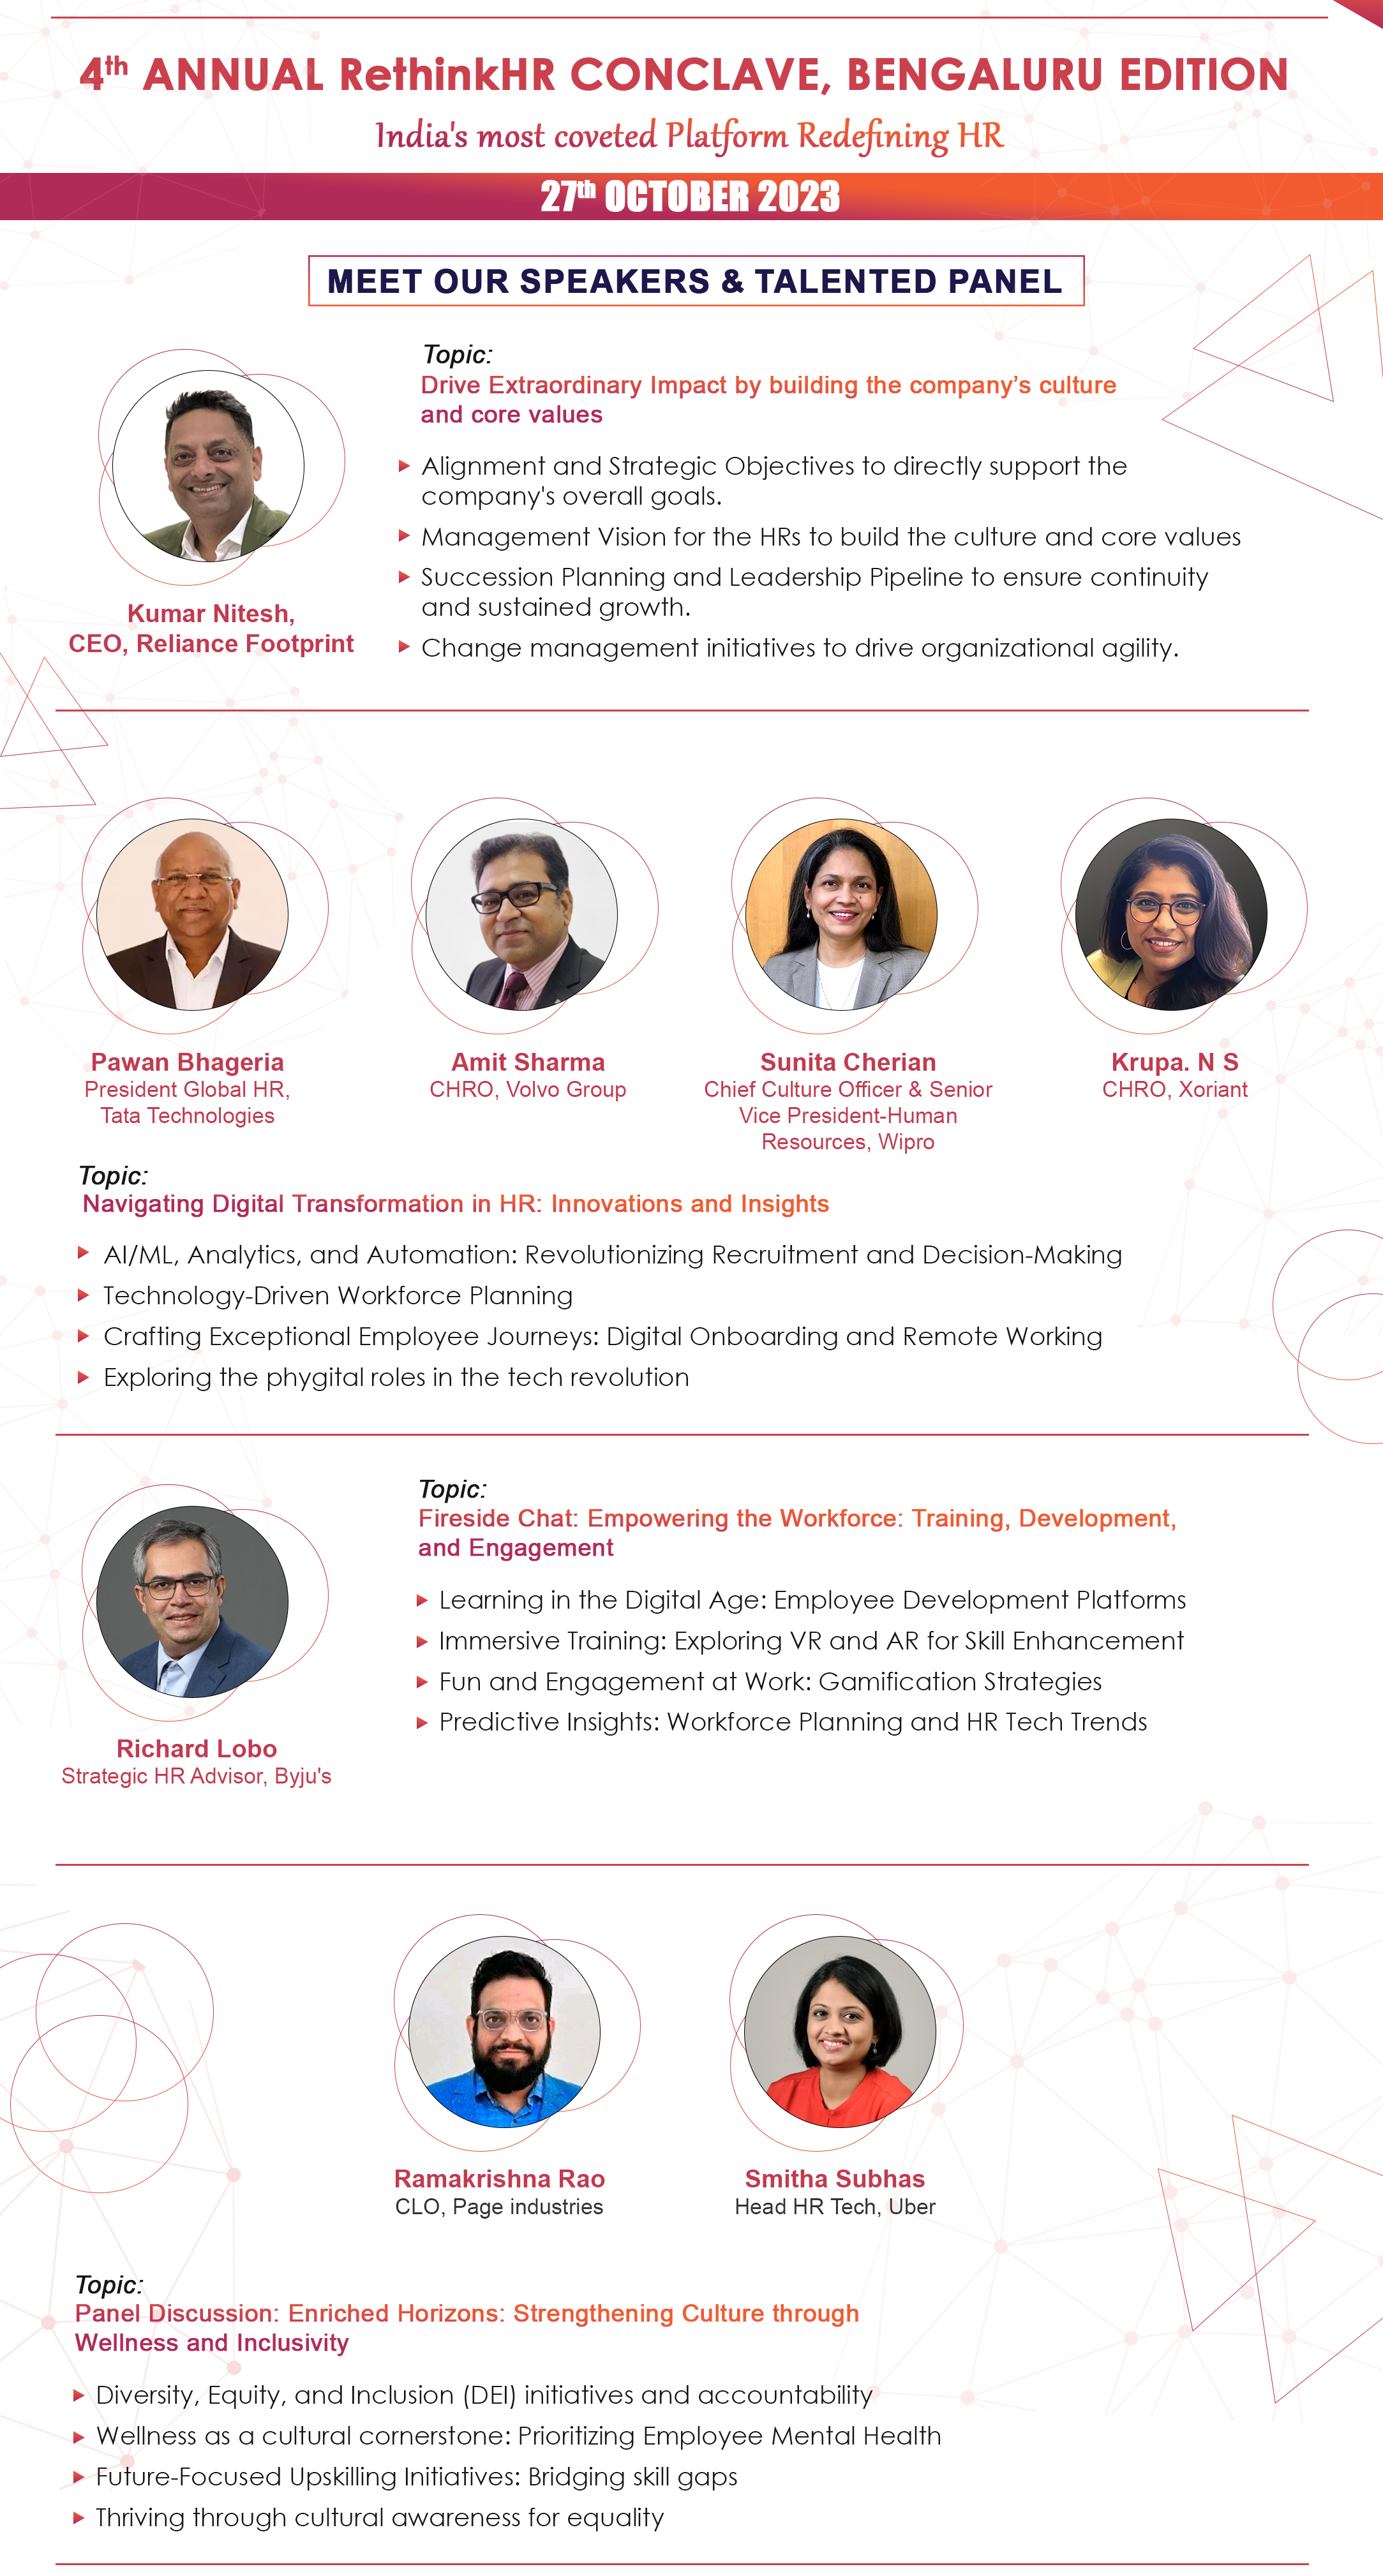 4th ANNUAL RethinkHR CONCLAVE, BENGALURU EDITION
India's most coveted Platform Redefining HR
27th OCTOBER 2023
MEET OUR SPEAKERS & TALENTED PANEL
Kumar Nitesh,
CEO, Reliance Footprint
Topic:
Drive Extraordinary Impact by building the company’s culture
and core values
Alignment and Strategic Objectives to directly support the
company's overall goals.
Management Vision for the HRs to build the culture and core values
Succession Planning and Leadership Pipeline to ensure continuity
and sustained growth.
Change management initiatives to drive organizational agility.
Pawan Bhageria
President Global HR,
Tata Technologies
Amit Sharma
CHRO, Volvo Group
Sunita Cherian
Chief Culture Officer & Senior
Vice President-Human
Resources, Wipro
Krupa. N S
CHRO, Xoriant
Topic:
Navigating Digital Transformation in HR: Innovations and Insights
AI/ML, Analytics, and Automation: Revolutionizing Recruitment and Decision-Making
Technology-Driven Workforce Planning
Crafting Exceptional Employee Journeys: Digital Onboarding and Remote Working
Exploring the phygital roles in the tech revolution
Richard Lobo
Strategic HR Advisor, Byju's
Topic:
Fireside Chat: Empowering the Workforce: Training, Development,
and Engagement
Learning in the Digital Age: Employee Development Platforms
Immersive Training: Exploring VR and AR for Skill Enhancement
Fun and Engagement at Work: Gamification Strategies
Predictive Insights: Workforce Planning and HR Tech Trends
Ramakrishna Rao
CLO, Page industries
Smitha Subhas
Head HR Tech, Uber
Topic:
Panel Discussion: Enriched Horizons: Strengthening Culture through
Wellness and Inclusivity
Diversity, Equity, and Inclusion (DEI) initiatives and accountability
Wellness as a cultural cornerstone: Prioritizing Employee Mental Health
Future-Focused Upskilling Initiatives: Bridging skill gaps
Thriving through cultural awareness for equality